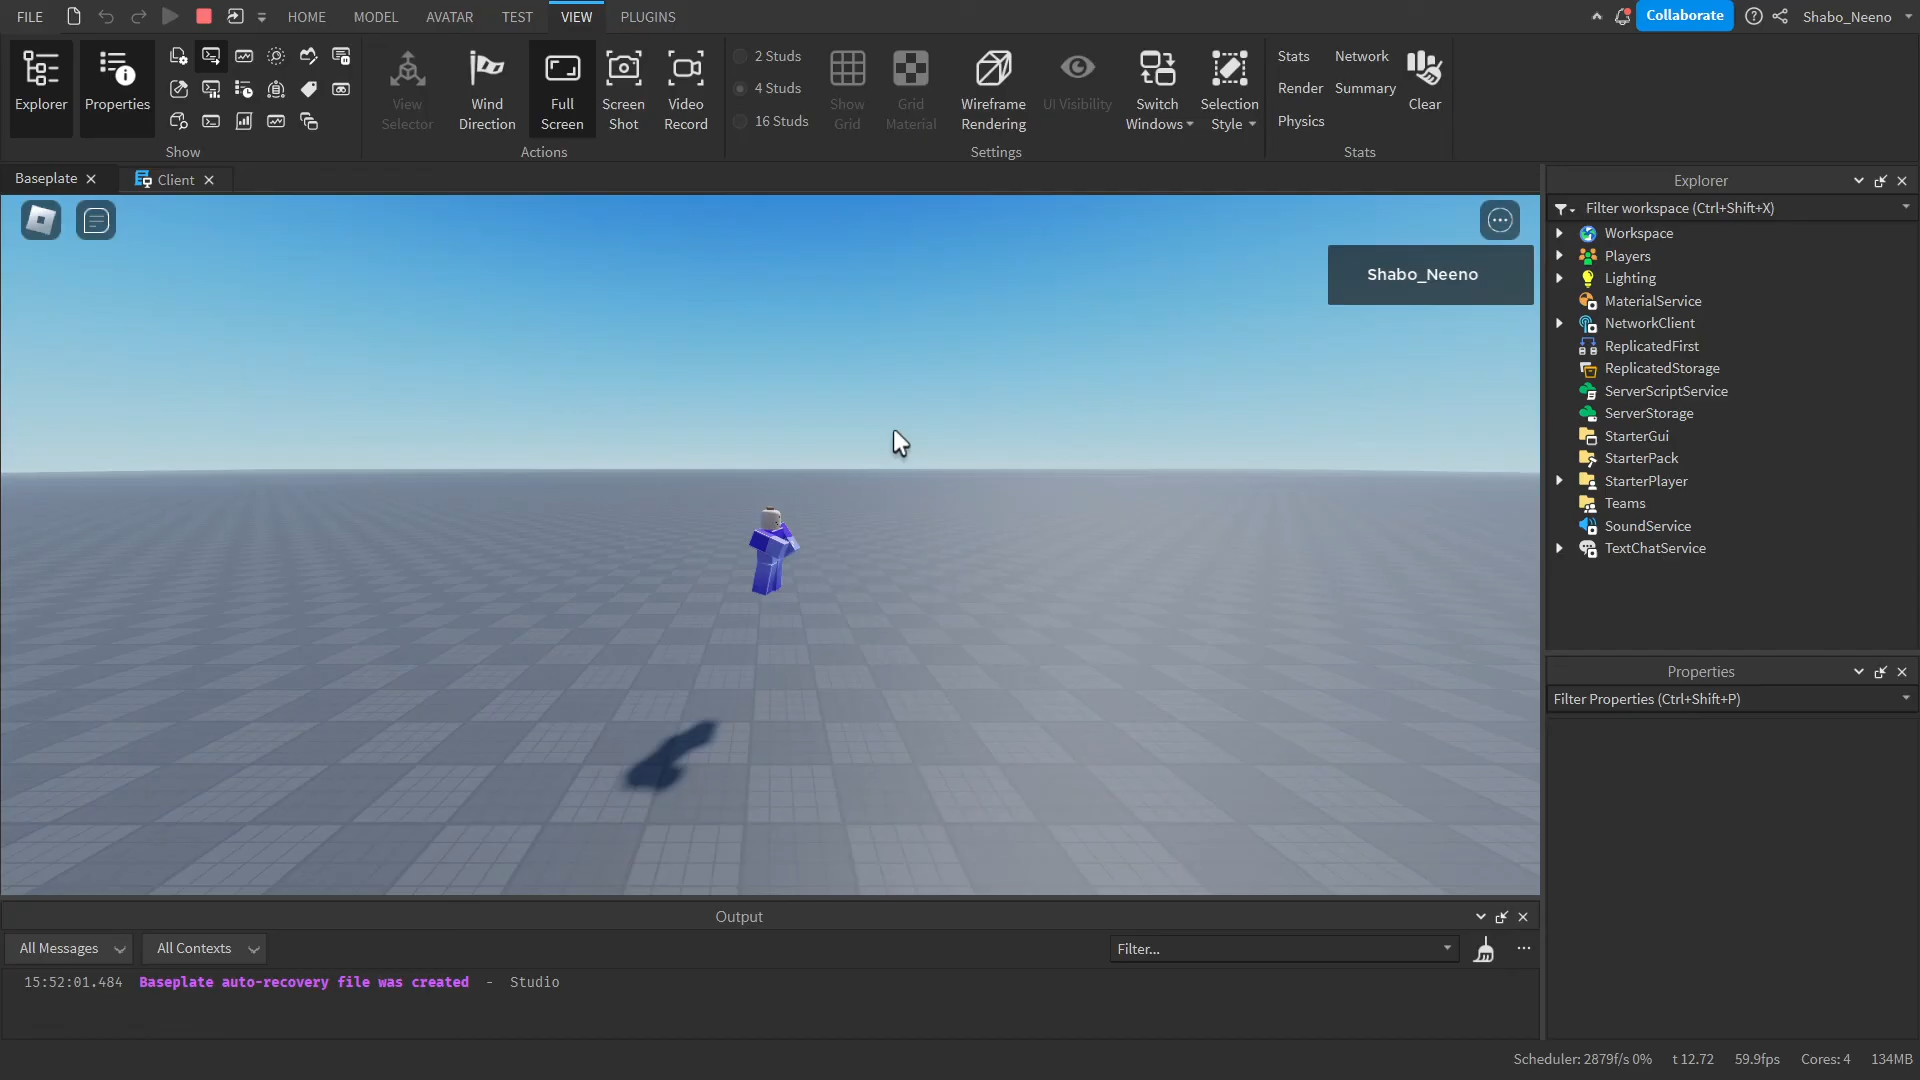 FILE HOME MODEL AVATAR TEST VIEW PLUGINS Collaborate Shabo_Neeno
Explorer Properties
Show
View Selector
Wind Direction
Full Screen
Screen Shot
Video Record
Actions
2 Studs
4 Studs
16 Studs
Show Grid
Grid Material
Wireframe Rendering
UI Visibility
Switch Windows
Selection Style
Settings
Stats Network
Render Summary
Physics
Clear
Stats
Baseplate Client
Shabo_Neeno
Explorer
Filter workspace (Ctrl+Shift+X)
Workspace
Players
Lighting
MaterialService
NetworkClient
ReplicatedFirst
ReplicatedStorage
ServerScriptService
ServerStorage
StarterGui
StarterPack
StarterPlayer
Teams
SoundService
TextChatService
Properties
Filter Properties (Ctrl+Shift+P)
Output
All Messages All Contexts Filter...
15:52:01.484 Baseplate auto-recovery file was created - Studio
Scheduler: 2879f/s 0% t 12.72 59.9fps Cores: 4 134MB